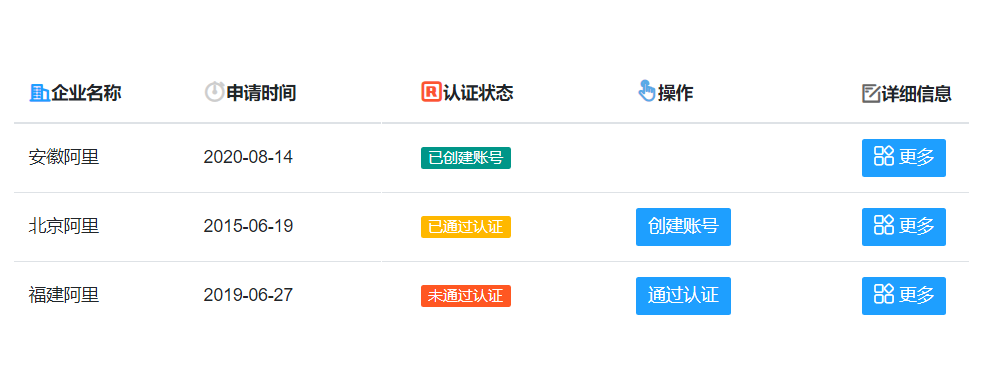 企业名称 申请时间 认证状态 操作 详细信息
安徽阿里 2020-08-14 已创建账号 更多
北京阿里 2015-06-19 已通过认证 创建账号 更多
福建阿里 2019-06-27 未通过认证 通过认证 更多